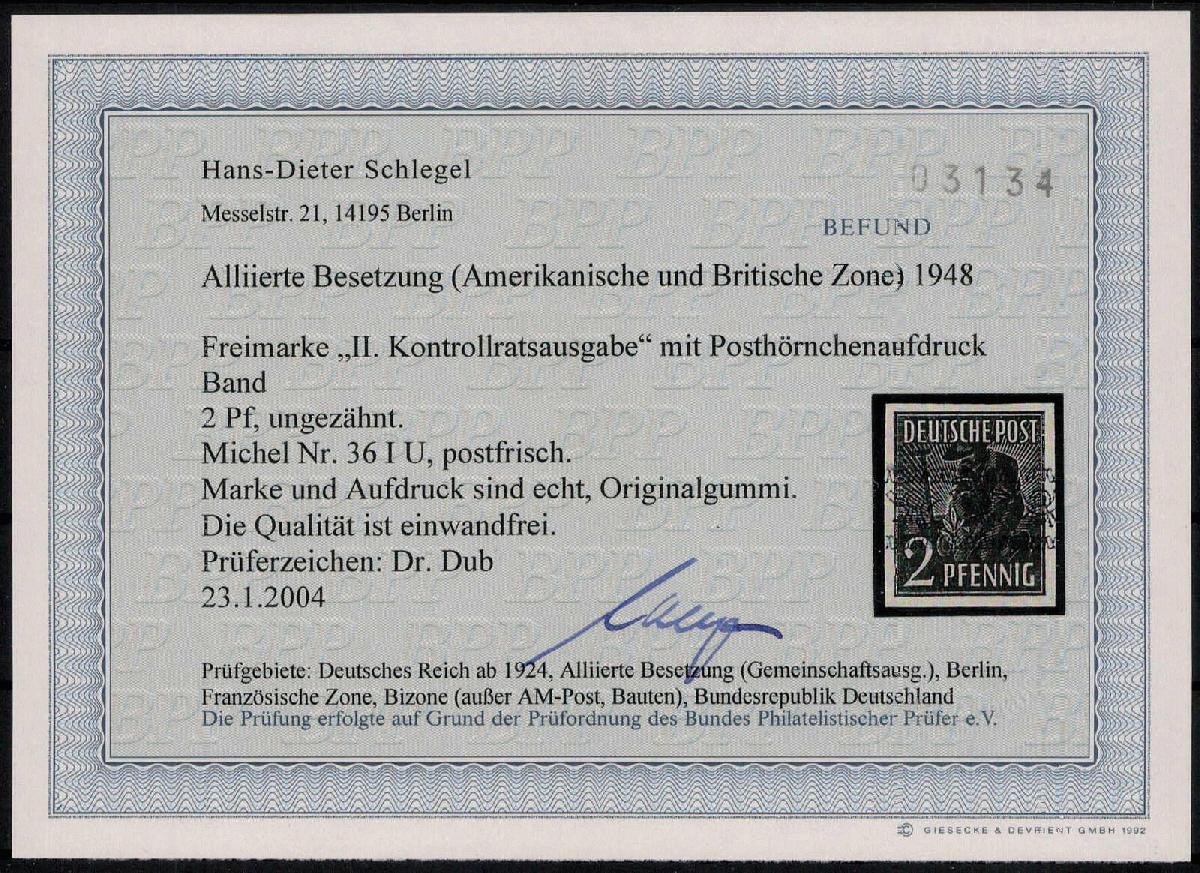 Hans-Dieter Schlegel
03134
Messelstr. 21, 14195 Berlin
BEFUND
Alliierte Besetzung (Amerikanische und Britische Zone) 1948
Freimarke „II. Kontrollratsausgabe“ mit Posthörnchenaufdruck
Band
2 Pf, ungezähnt.
Michel Nr. 36 I U, postfrisch.
Marke und Aufdruck sind echt, Originalgummi.
Die Qualität ist einwandfrei.
Prüferzeichen: Dr. Dub
23.1.2004
DEUTSCHE POST
2 PFENNIG
Prüfgebiete: Deutsches Reich ab 1924, Alliierte Besetzung (Gemeinschaftsausg.), Berlin,
Französische Zone, Bizone (außer AM-Post, Bauten), Bundesrepublik Deutschland
Die Prüfung erfolgte auf Grund der Prüfordnung des Bundes Philatelistischer Prüfer e.V.
GIESECKE & DEVRIENT GMBH 1992
BPP